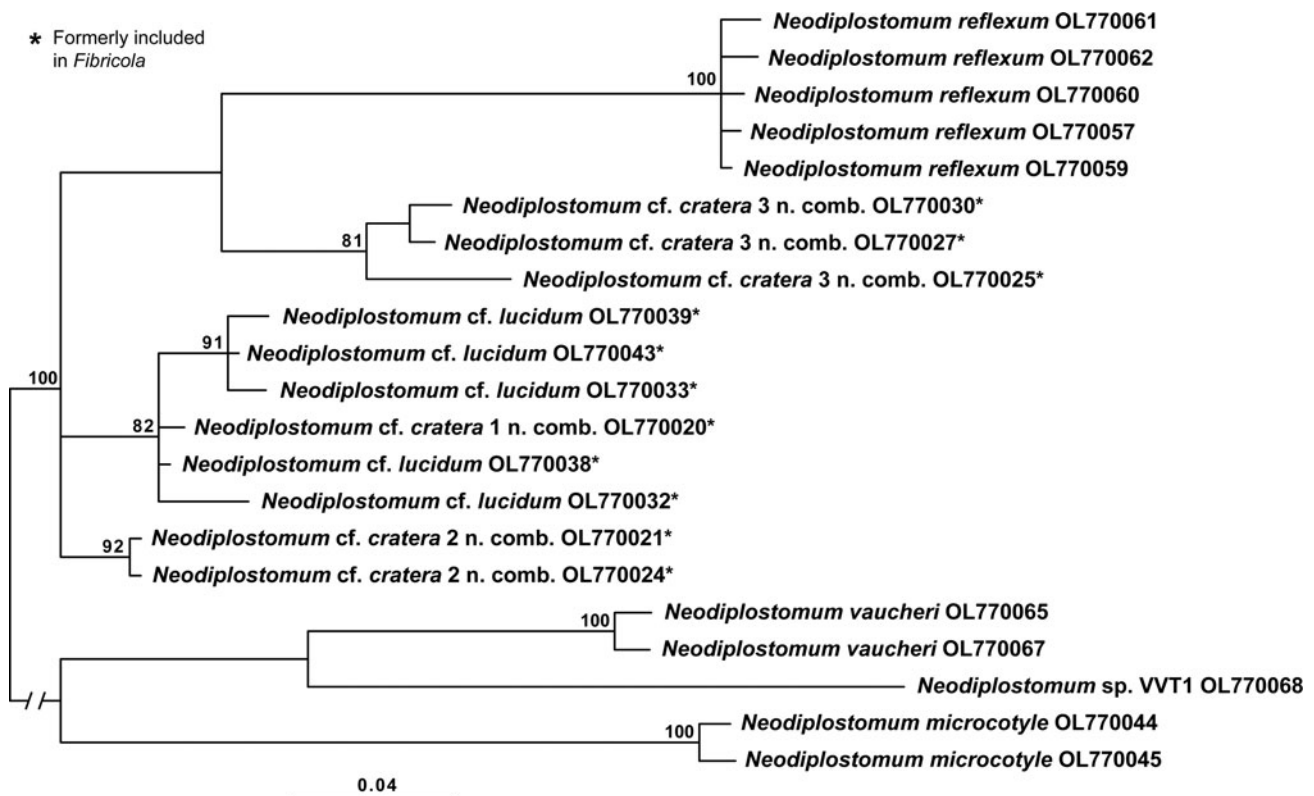 * Formerly included
in Fibricola
Neodiplostomum reflexum OL770061
Neodiplostomum reflexum OL770062
100
Neodiplostomum reflexum OL770060
Neodiplostomum reflexum OL770057
Neodiplostomum reflexum OL770059
Neodiplostomum cf. cratera 3 n. comb. OL770030*
81
Neodiplostomum cf. cratera 3 n. comb. OL770027*
Neodiplostomum cf. cratera 3 n. comb. OL770025*
Neodiplostomum cf. lucidum OL770039*
91
Neodiplostomum cf. lucidum OL770043*
100
Neodiplostomum cf. lucidum OL770033*
82
Neodiplostomum cf. cratera 1 n. comb. OL770020*
Neodiplostomum cf. lucidum OL770038*
Neodiplostomum cf. lucidum OL770032*
92
Neodiplostomum cf. cratera 2 n. comb. OL770021*
Neodiplostomum cf. cratera 2 n. comb. OL770024*
100
Neodiplostomum vaucheri OL770065
Neodiplostomum vaucheri OL770067
Neodiplostomum sp. VVT1 OL770068
100
Neodiplostomum microcotyle OL770044
Neodiplostomum microcotyle OL770045
0.04